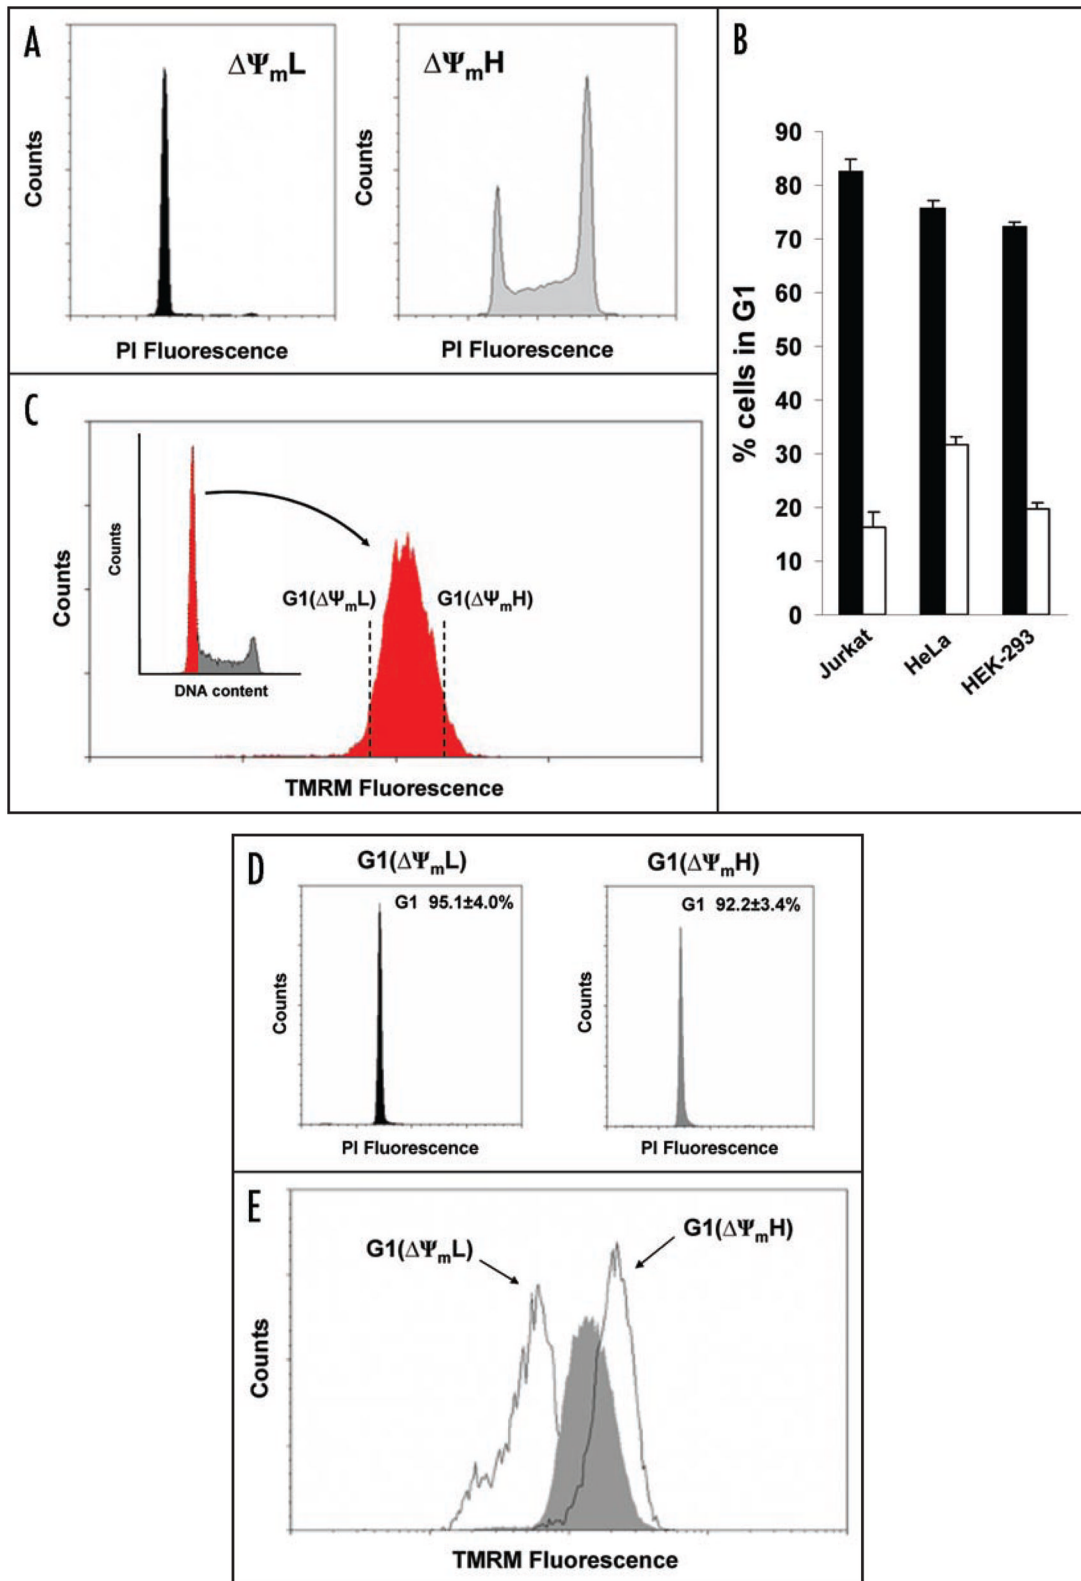 A
ΔΨmL
Counts
PI Fluorescence
ΔΨmH
Counts
PI Fluorescence
B
% cells in G1
90
80
70
60
50
40
30
20
10
0
Jurkat
HeLa
HEK-293
C
Counts
Counts
DNA content
G1(ΔΨmL)
G1(ΔΨmH)
TMRM Fluorescence
D
G1(ΔΨmL)
G1 95.1±4.0%
Counts
PI Fluorescence
G1(ΔΨmH)
G1 92.2±3.4%
Counts
PI Fluorescence
E
G1(ΔΨmL)
G1(ΔΨmH)
Counts
TMRM Fluorescence